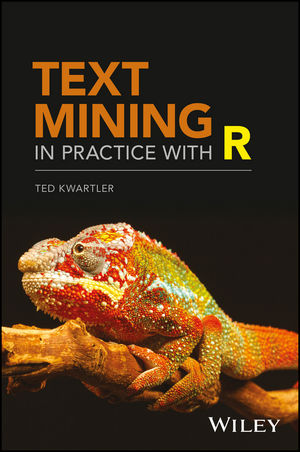 TEXT
MINING
IN PRACTICE WITH R
TED KWARTLER
WILEY